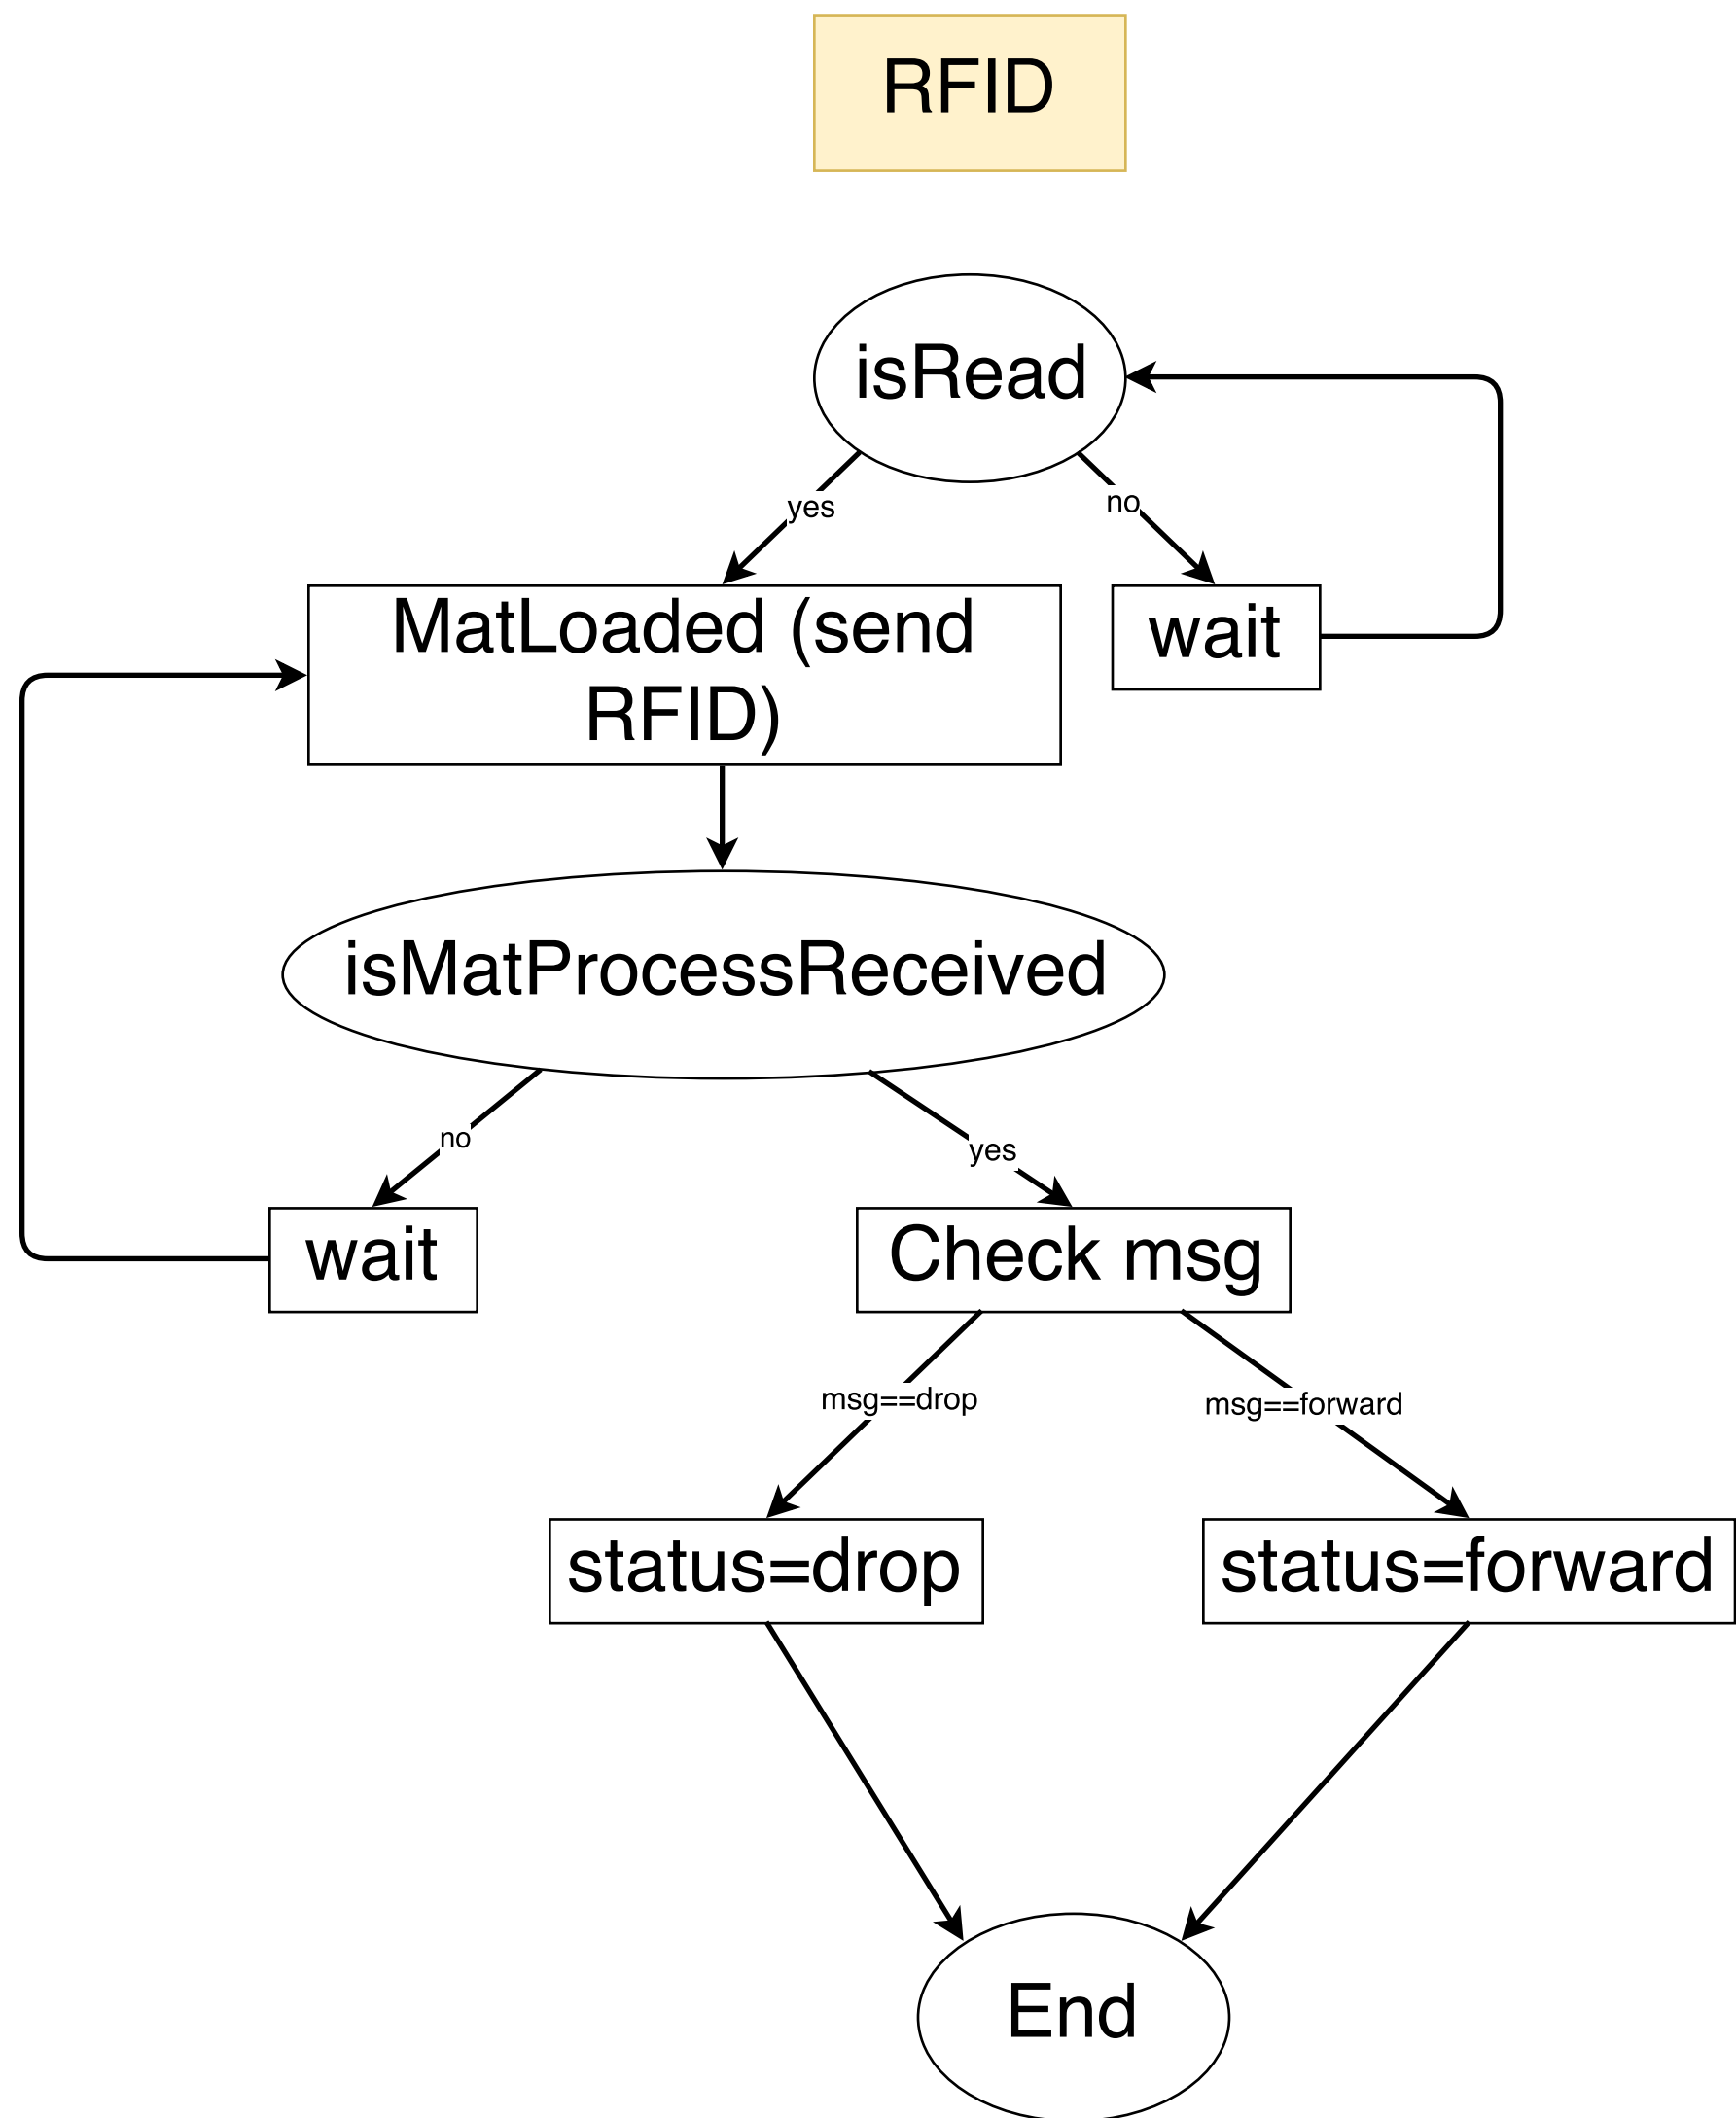 RFID
isRead
yes
no
MatLoaded (send
RFID)
wait
isMatProcessReceived
no
yes
wait
Check msg
msg==drop
msg==forward
status=drop
status=forward
End